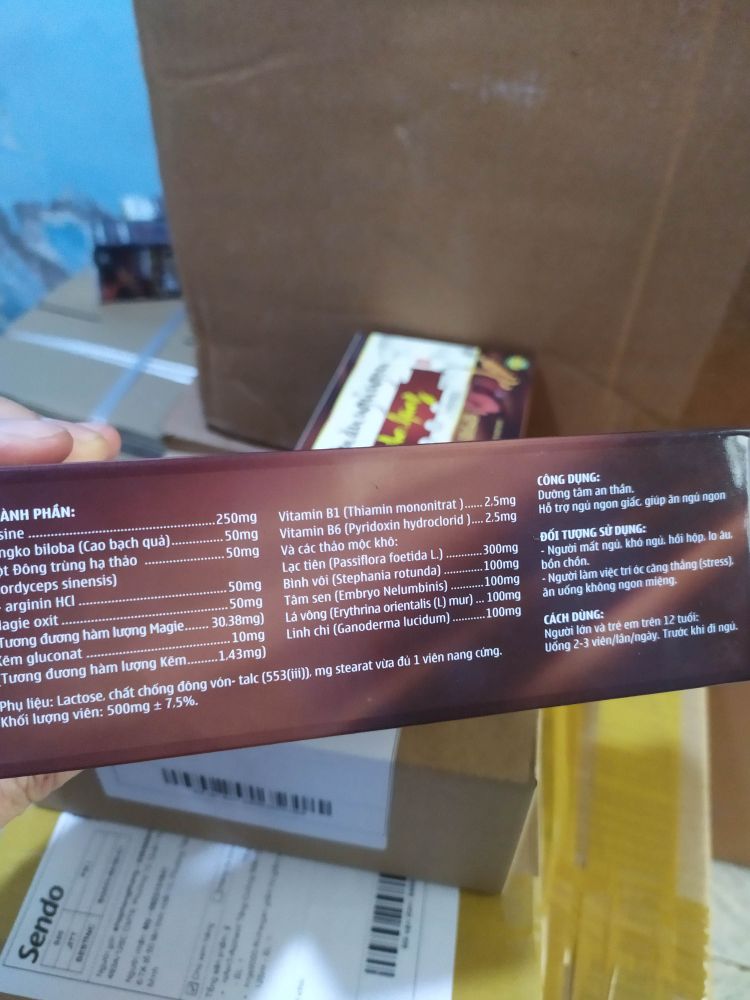 ÀNH PHẦN:
sine ........ 250mg
ngko biloba (Cao bạch quả) ........ 50mg
ột Đông trùng hạ thảo ........ 50mg
ordyceps sinensis)
- arginin HCl ........ 50mg
agie oxit ........ 50mg
Tương đương hàm lượng Magie ..... 30.38mg)
Kẽm gluconat ........ 10mg
Tương đương hàm lượng Kẽm ........ 1.43mg)
Vitamin B1 (Thiamin mononitrat ) ..... 2.5mg
Vitamin B6 (Pyridoxin hydroclorid ) ..... 2.5mg
Và các thảo mộc khô:
Lạc tiên (Passiflora foetida L.) ........ 300mg
Bình vôi (Stephania rotunda) ........ 100mg
Tâm sen (Embryo Nelumbinis) ........ 100mg
Lá vông (Erythrina orientalis (L) mur) .. 100mg
Linh chi (Ganoderma lucidum) ........ 100mg
Phụ liệu: Lactose, chất chống đông vón- talc (553(iii)), mg stearat vừa đủ 1 viên nang cứng.
Khối lượng viên: 500mg ± 7.5%.
CÔNG DỤNG:
Dưỡng tâm an thần.
Hỗ trợ ngủ ngon giấc, giúp ăn ngủ ngon
ĐỐI TƯỢNG SỬ DỤNG:
- Người mất ngủ, khó ngủ, hồi hộp, lo âu,
bồn chồn.
- Người làm việc trí óc căng thẳng (stress),
ăn uống không ngon miệng.
CÁCH DÙNG:
Người lớn và trẻ em trên 12 tuổi:
Uống 2-3 viên/lần/ngày. Trước khi đi ngủ.
Sendo